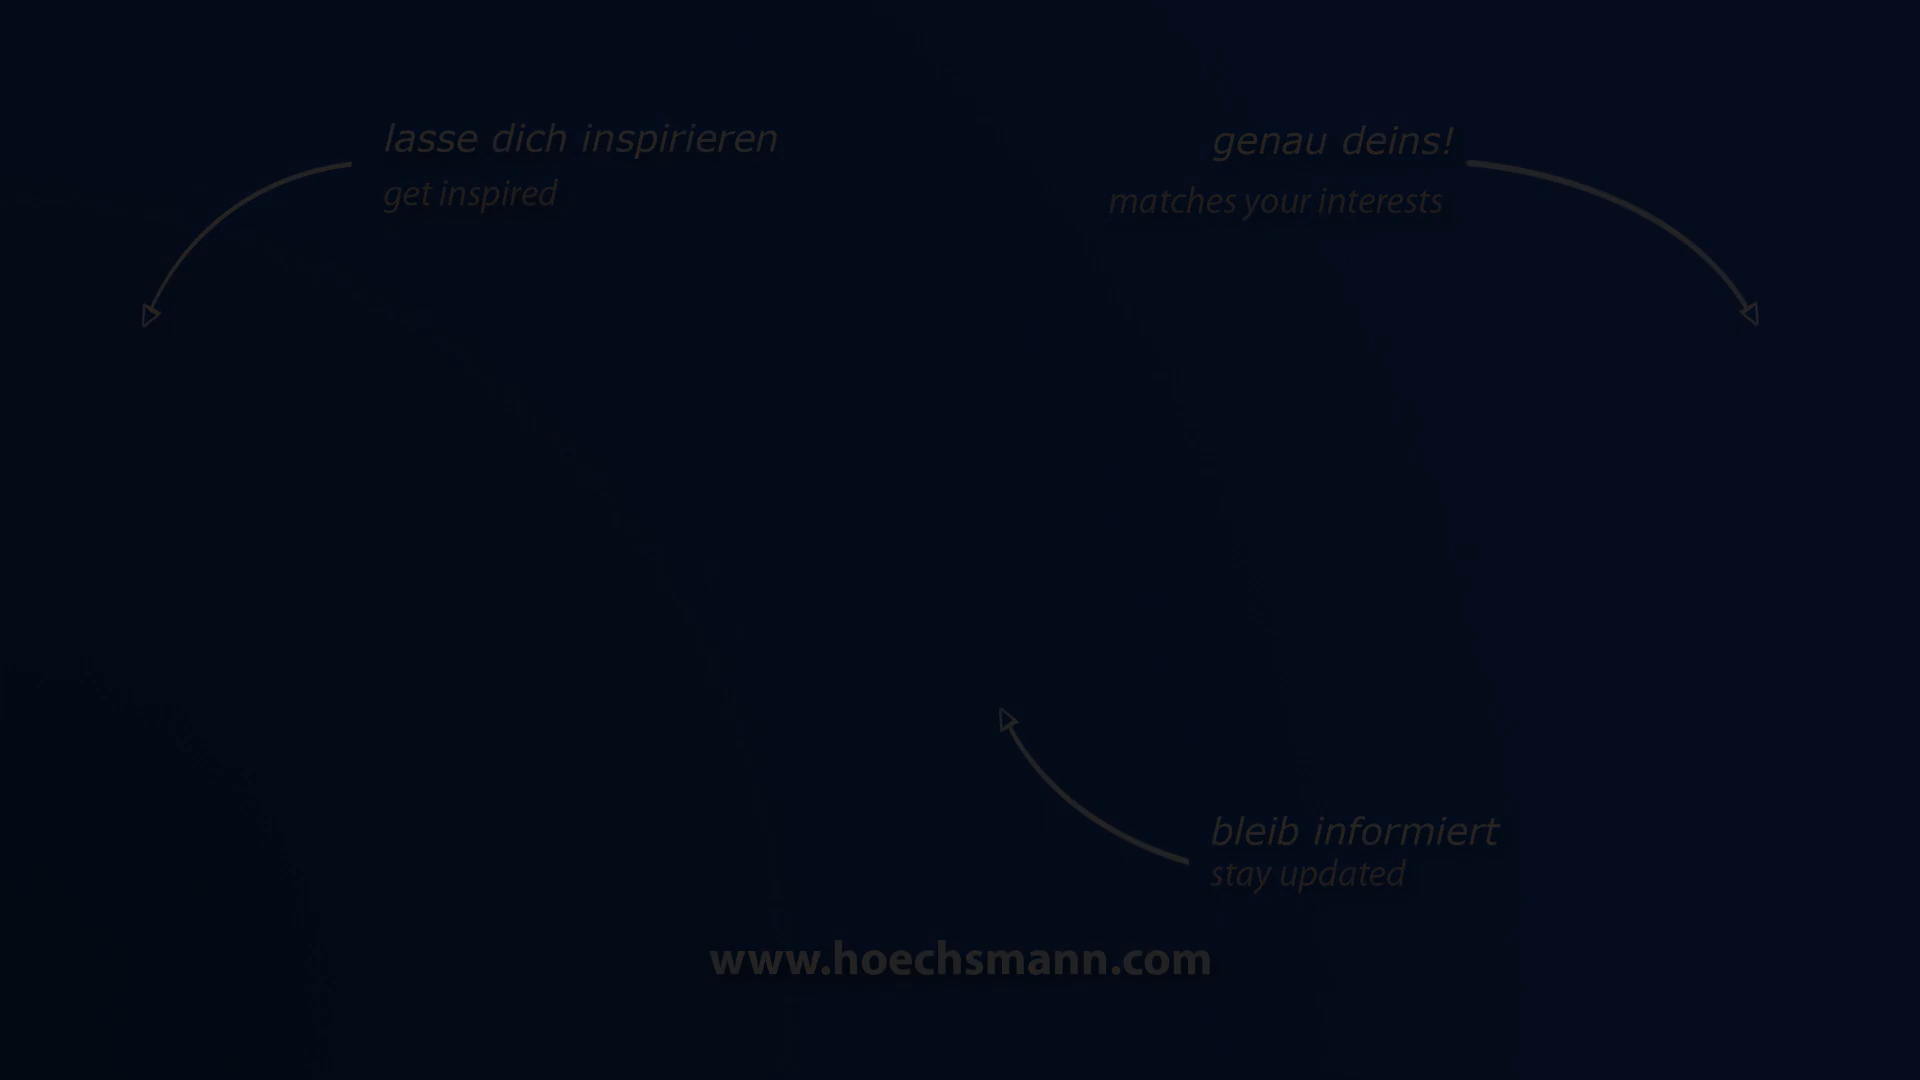 lasse dich inspirieren
get inspired
genau deins!
matches your interests
bleib informiert
stay updated
www.hoechsmann.com